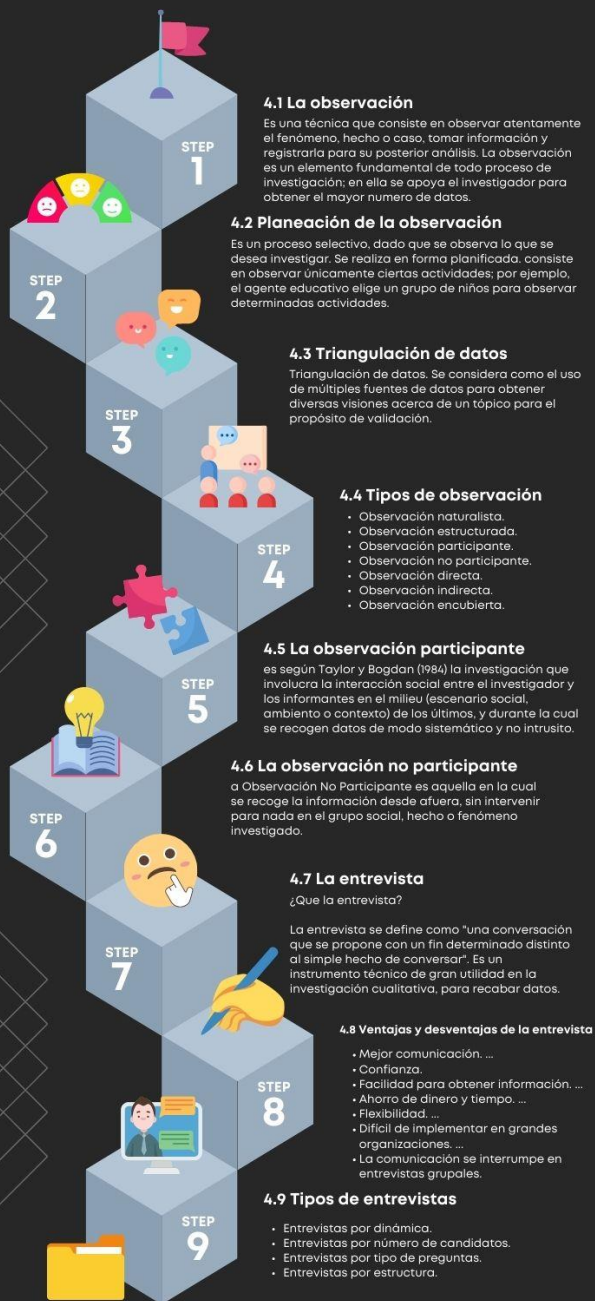 4.1 La observación
Es una técnica que consiste en observar atentamente
el fenómeno, hecho o caso, tomar información y
registrarla para su posterior análisis. La observación
es un elemento fundamental de todo proceso de
investigación; en ella se apoya el investigador para
obtener el mayor numero de datos.
STEP
1
4.2 Planeación de la observación
Es un proceso selectivo, dado que se observa lo que se
desea investigar. Se realiza en forma planificada. consiste
en observar únicamente ciertas actividades; por ejemplo,
el agente educativo elige un grupo de niños para observar
determinadas actividades.
STEP
2
4.3 Triangulación de datos
Triangulación de datos. Se considera como el uso
de múltiples fuentes de datos para obtener
diversas visiones acerca de un tópico para el
propósito de validación.
STEP
3
4.4 Tipos de observación
• Observación naturalista.
• Observación estructurada.
• Observación participante.
• Observación no participante.
• Observación directa.
• Observación indirecta.
• Observación encubierta.
STEP
4
4.5 La observación participante
es según Taylor y Bogdan (1984) la investigación que
involucra la interacción social entre el investigador y
los informantes en el milieu (escenario social,
ambiente o contexto) de los últimos, y durante la cual
se recogen datos de modo sistemático y no intrusito.
STEP
5
4.6 La observación no participante
a Observación No Participante es aquella en la cual
se recoge la información desde afuera, sin intervenir
para nada en el grupo social, hecho o fenómeno
investigado.
STEP
6
4.7 La entrevista
¿Que la entrevista?
La entrevista se define como "una conversación
que se propone con un fin determinado distinto
al simple hecho de conversar". Es un
instrumento técnico de gran utilidad en la
investigación cualitativa, para recabar datos.
STEP
7
4.8 Ventajas y desventajas de la entrevista
• Mejor comunicación. ...
• Confianza.
• Facilidad para obtener información. ...
• Ahorro de dinero y tiempo. ...
• Flexibilidad. ...
• Difícil de implementar en grandes
organizaciones. ...
• La comunicación se interrumpe en
entrevistas grupales.
STEP
8
4.9 Tipos de entrevistas
• Entrevistas por dinámica.
• Entrevistas por número de candidatos.
• Entrevistas por tipo de preguntas.
• Entrevistas por estructura.
STEP
9